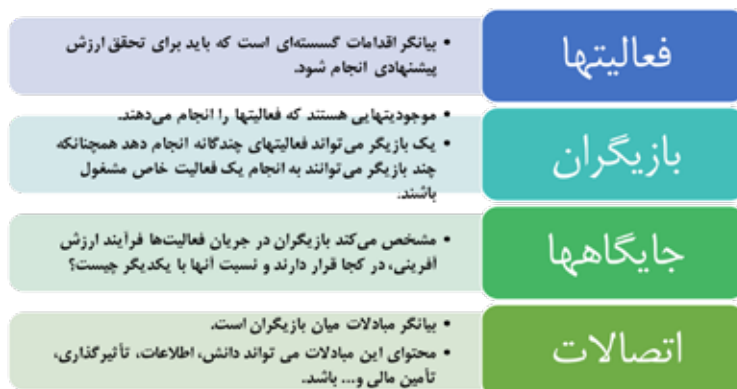 فعالیتها
• بیانگر اقدامات گسسته‌ای است که باید برای تحقق ارزش
پیشنهادی انجام شود.
بازیگران
• موجودیتهایی هستند که فعالیتها را انجام می‌دهند.
• یک بازیگر می‌تواند فعالیتهای چندگانه انجام دهد همچنانکه
چند بازیگر می‌توانند به انجام یک فعالیت خاص مشغول
باشند.
جایگاهها
• مشخص می‌کند بازیگران در جریان فعالیت‌ها فرآیند ارزش
آفرینی، در کجا قرار دارند و نسبت آنها با یکدیگر چیست؟
اتصالات
• بیانگر مبادلات میان بازیگران است.
• محتوای این مبادلات می تواند دانش، اطلاعات، تأثیرگذاری،
تأمین مالی و... باشد.